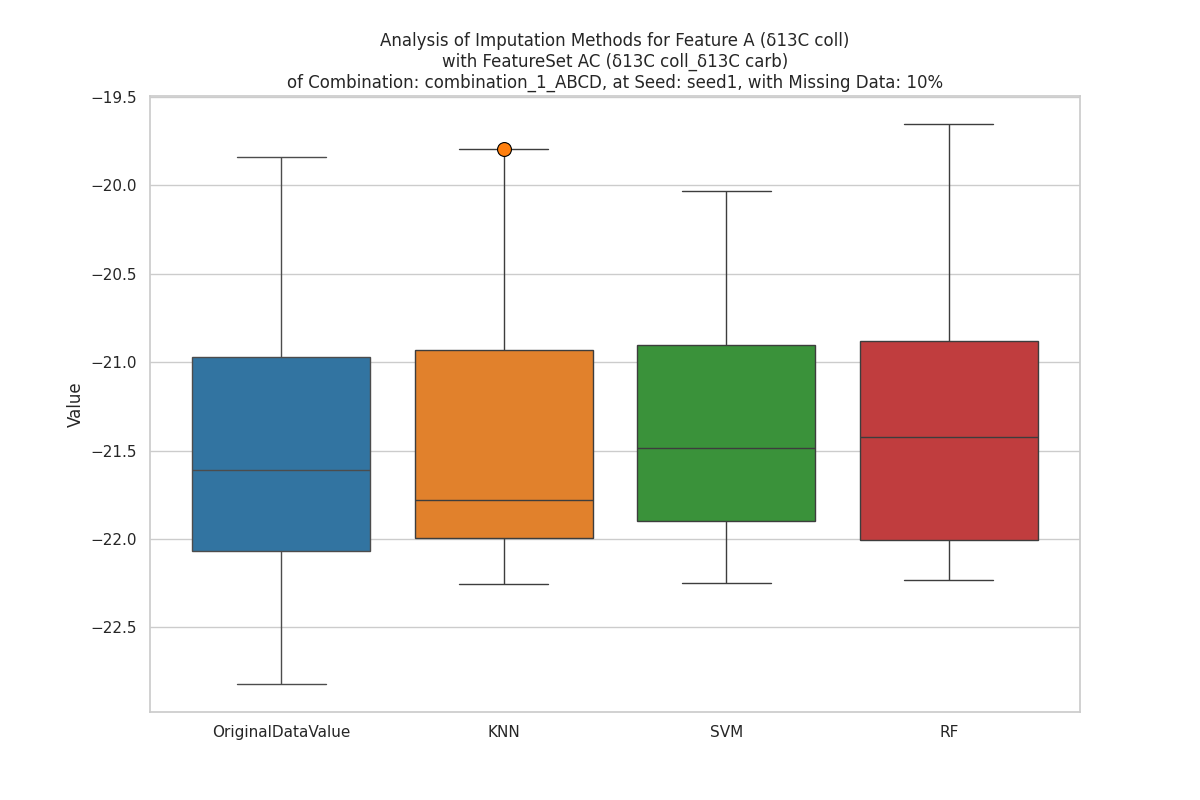 Analysis of Imputation Methods for Feature A (δ13C coll)
with FeatureSet AC (δ13C coll_δ13C carb)
of Combination: combination_1_ABCD, at Seed: seed1, with Missing Data: 10%
−19.5
−20.0
−20.5
−21.0
−21.5
−22.0
−22.5
Value
OriginalDataValue
KNN
SVM
RF